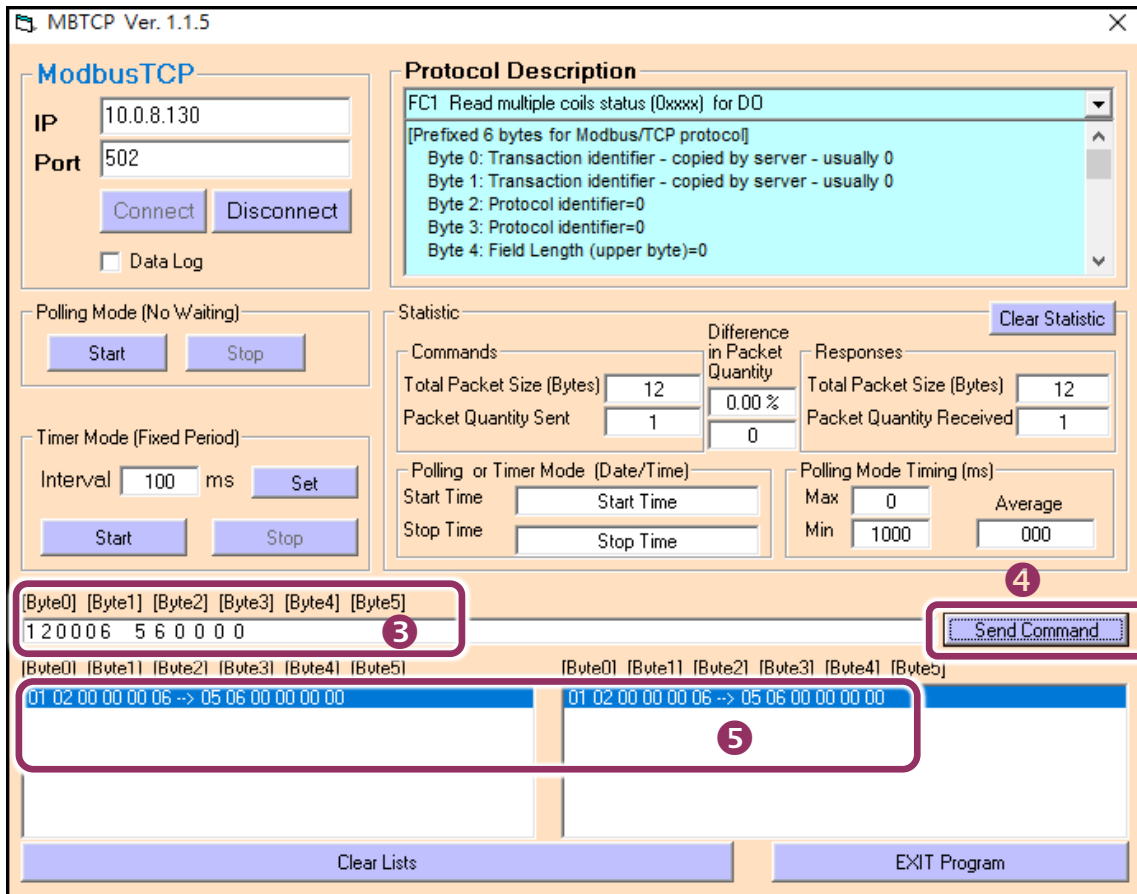 MBTCP Ver. 1.1.5
ModbusTCP
IP 10.0.8.130
Port 502
Connect Disconnect
Data Log
Protocol Description
FC1 Read multiple coils status (0xxxx) for DO
[Prefixed 6 bytes for Modbus/TCP protocol]
Byte 0: Transaction identifier - copied by server - usually 0
Byte 1: Transaction identifier - copied by server - usually 0
Byte 2: Protocol identifier=0
Byte 3: Protocol identifier=0
Byte 4: Field Length (upper byte)=0
Polling Mode (No Waiting)
Start Stop
Timer Mode (Fixed Period)
Interval 100 ms Set
Start Stop
Statistic
Clear Statistic
Commands
Total Packet Size (Bytes) 12
Packet Quantity Sent 1
Difference
in Packet
Quantity
0.00 %
0
Responses
Total Packet Size (Bytes) 12
Packet Quantity Received 1
Polling or Timer Mode (Date/Time)
Start Time Start Time
Stop Time Stop Time
Polling Mode Timing (ms)
Max 0
Min 1000
Average
000
4
[Byte0] [Byte1] [Byte2] [Byte3] [Byte4] [Byte5]
1 2 0 0 0 6 5 6 0 0 0 0
3
Send Command
[Byte0] [Byte1] [Byte2] [Byte3] [Byte4] [Byte5]
01 02 00 00 00 06 --> 05 06 00 00 00 00
[Byte0] [Byte1] [Byte2] [Byte3] [Byte4] [Byte5]
01 02 00 00 00 06 --> 05 06 00 00 00 00
5
Clear Lists
EXIT Program